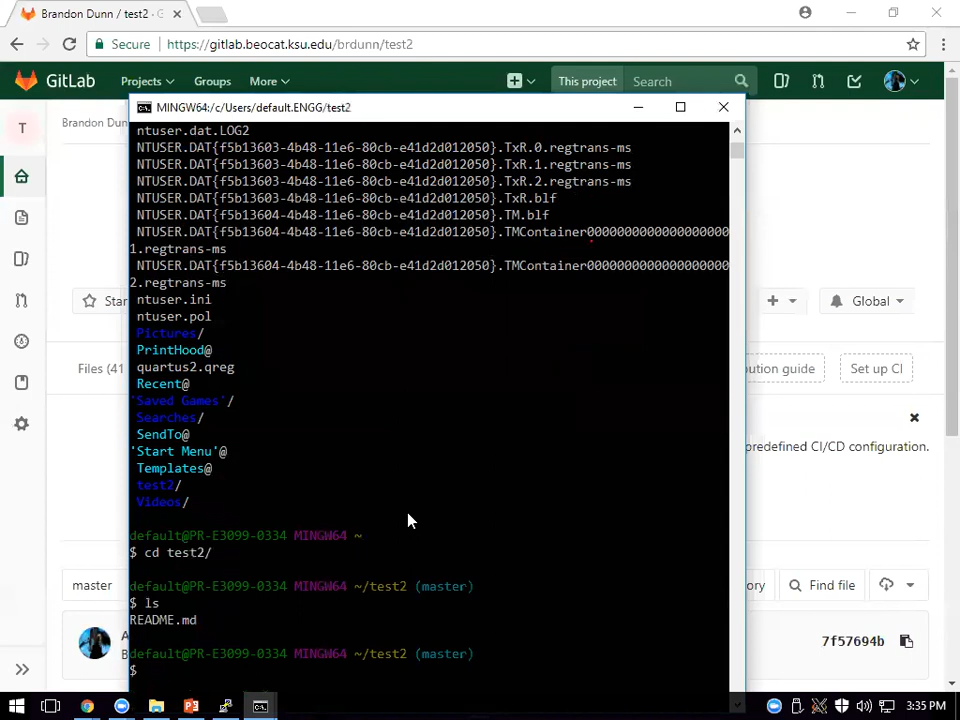 Brandon Dunn / test2 · G
Secure https://gitlab.beocat.ksu.edu/brdunn/test2
GitLab Projects Groups More This project Search
MINGW64:/c/Users/default.ENGG/test2
T Brandon Dun
ntuser.dat.LOG2
NTUSER.DAT{f5b13603-4b48-11e6-80cb-e41d2d012050}.TxR.0.regtrans-ms
NTUSER.DAT{f5b13603-4b48-11e6-80cb-e41d2d012050}.TxR.1.regtrans-ms
NTUSER.DAT{f5b13603-4b48-11e6-80cb-e41d2d012050}.TxR.2.regtrans-ms
NTUSER.DAT{f5b13603-4b48-11e6-80cb-e41d2d012050}.TxR.blf
NTUSER.DAT{f5b13604-4b48-11e6-80cb-e41d2d012050}.TM.blf
NTUSER.DAT{f5b13604-4b48-11e6-80cb-e41d2d012050}.TMContainer0000000000000000000
1.regtrans-ms
NTUSER.DAT{f5b13604-4b48-11e6-80cb-e41d2d012050}.TMContainer0000000000000000000
2.regtrans-ms
ntuser.ini
ntuser.pol
Pictures/
PrintHood@
quartus2.qreg
Recent@
'Saved Games'/
Searches/
SendTo@
'Start Menu'@
Templates@
test2/
Videos/
default@PR-E3099-0334 MINGW64 ~
$ cd test2/
default@PR-E3099-0334 MINGW64 ~/test2 (master)
$ ls
README.md
default@PR-E3099-0334 MINGW64 ~/test2 (master)
$
Star
Global
Files (41
bution guide
Set up CI
predefined CI/CD configuration.
master
ory
Find file
A
B
7f57694b
3:35 PM